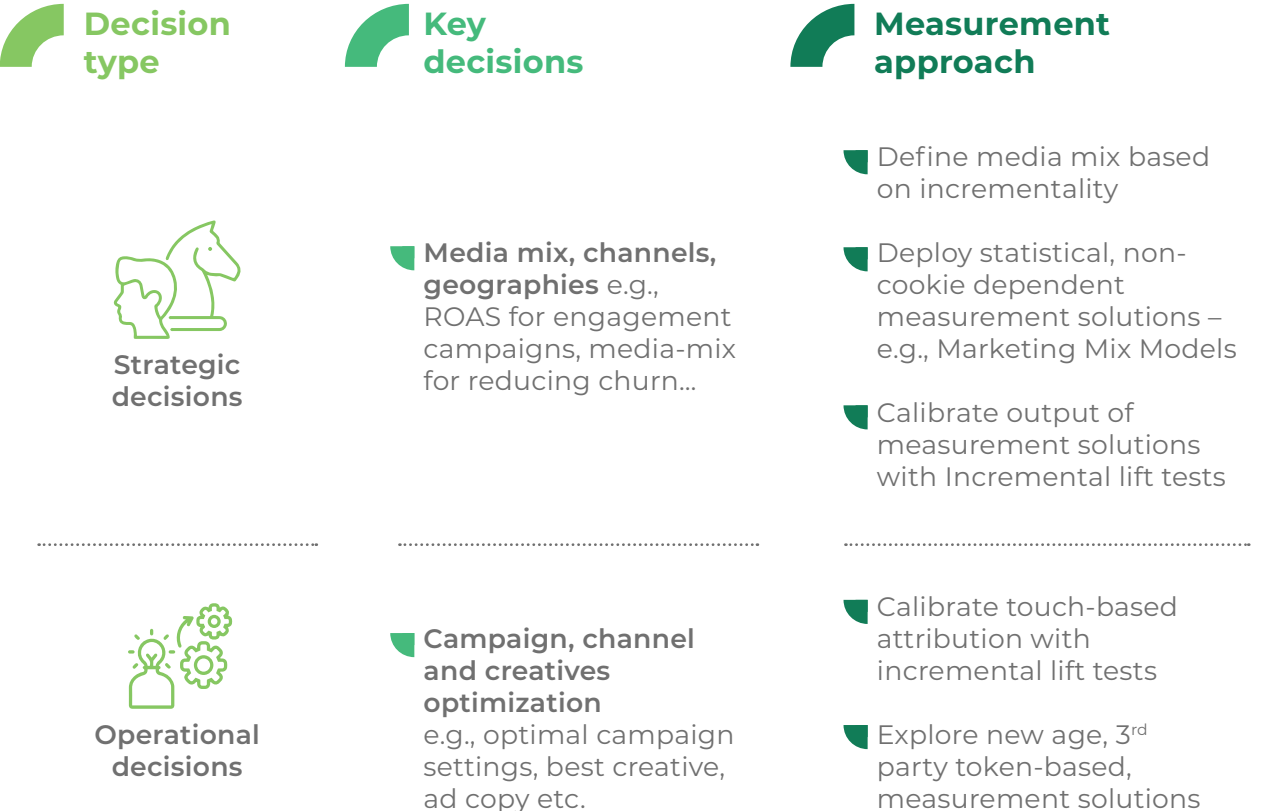 Decision
type
Key
decisions
Measurement
approach
Strategic
decisions
Media mix, channels,
geographies e.g.,
ROAS for engagement
campaigns, media-mix
for reducing churn...
Define media mix based
on incrementality
Deploy statistical, non-
cookie dependent
measurement solutions –
e.g., Marketing Mix Models
Calibrate output of
measurement solutions
with Incremental lift tests
Operational
decisions
Campaign, channel
and creatives
optimization
e.g., optimal campaign
settings, best creative,
ad copy etc.
Calibrate touch-based
attribution with
incremental lift tests
Explore new age, 3rd
party token-based,
measurement solutions